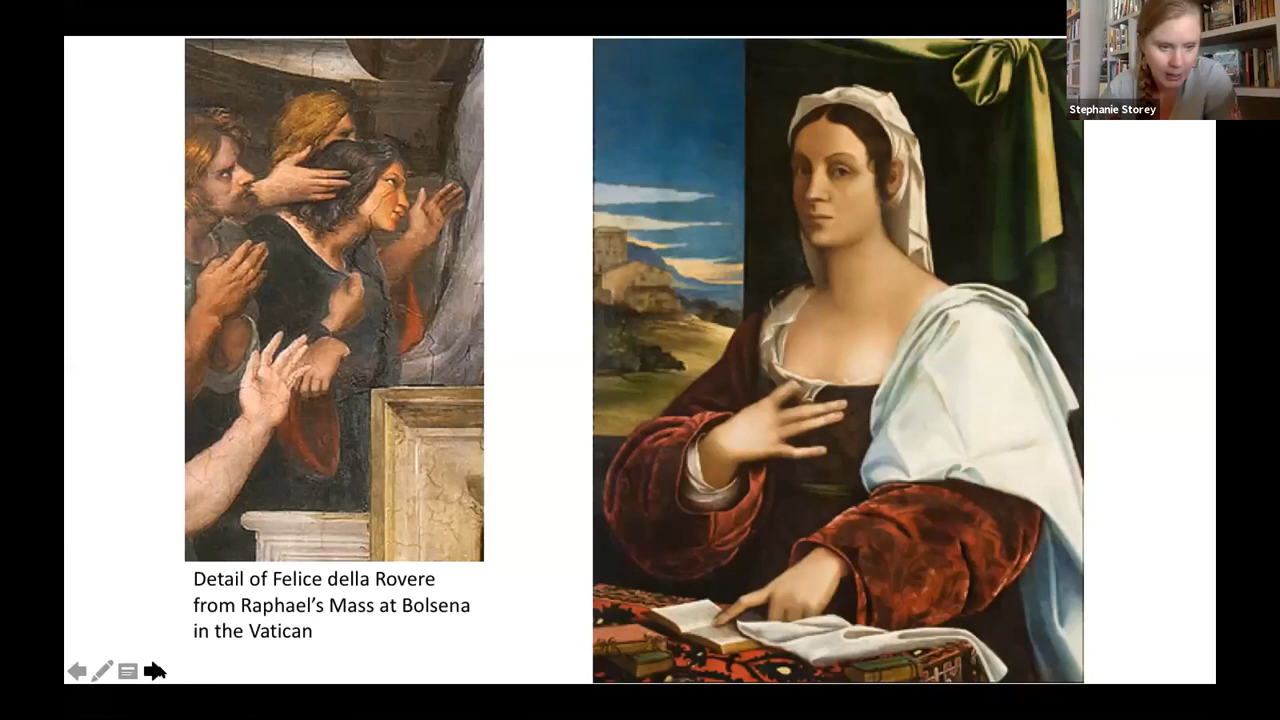 Stephanie Storey
Detail of Felice della Rovere
from Raphael’s Mass at Bolsena
in the Vatican